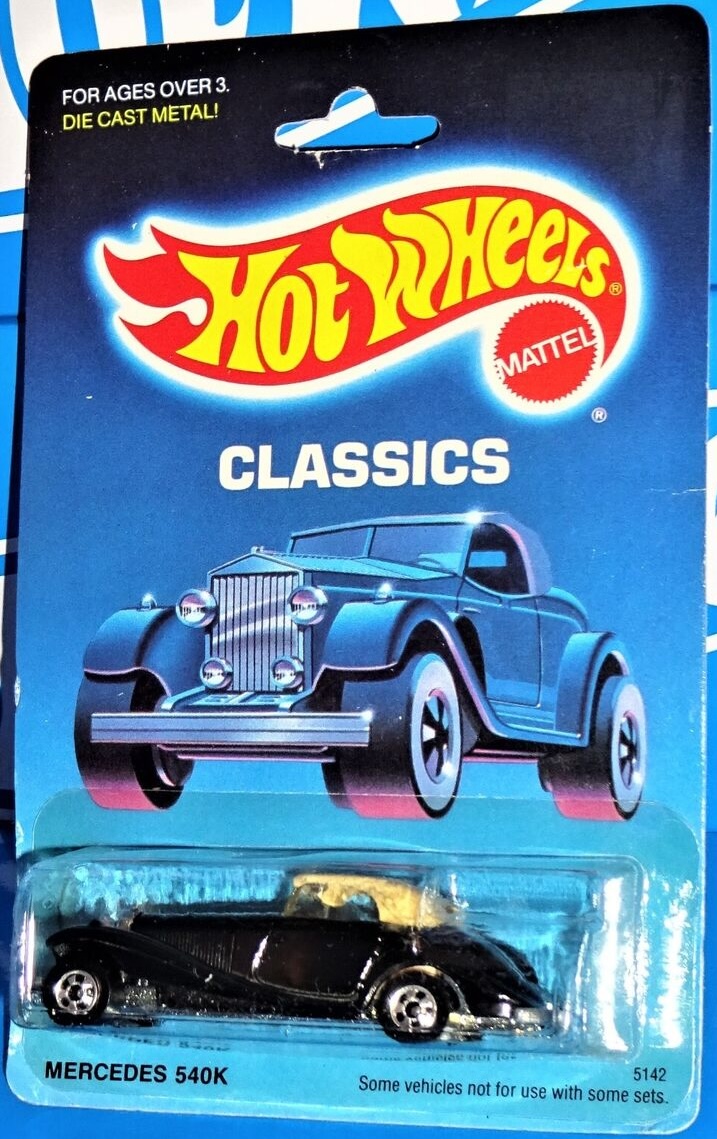 FOR AGES OVER 3.
DIE CAST METAL!
HOT WHEELS®
MATTEL
®
CLASSICS
MERCEDES 540K
5142
Some vehicles not for use with some sets.